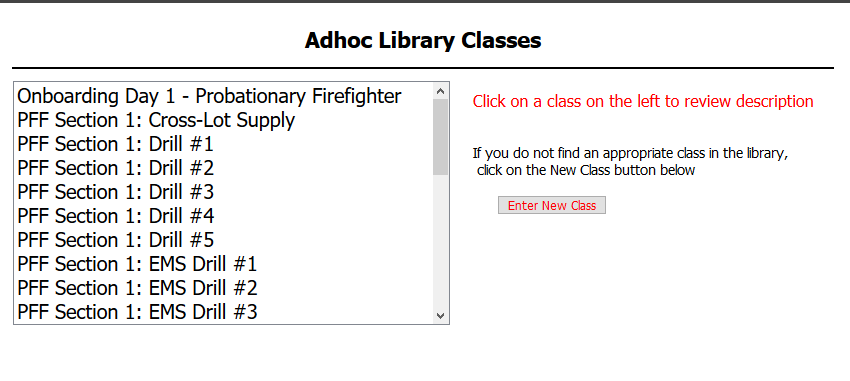 Adhoc Library Classes
Onboarding Day 1 - Probationary Firefighter
PFF Section 1: Cross-Lot Supply
PFF Section 1: Drill #1
PFF Section 1: Drill #2
PFF Section 1: Drill #3
PFF Section 1: Drill #4
PFF Section 1: Drill #5
PFF Section 1: EMS Drill #1
PFF Section 1: EMS Drill #2
PFF Section 1: EMS Drill #3
Click on a class on the left to review description
If you do not find an appropriate class in the library,
click on the New Class button below
Enter New Class